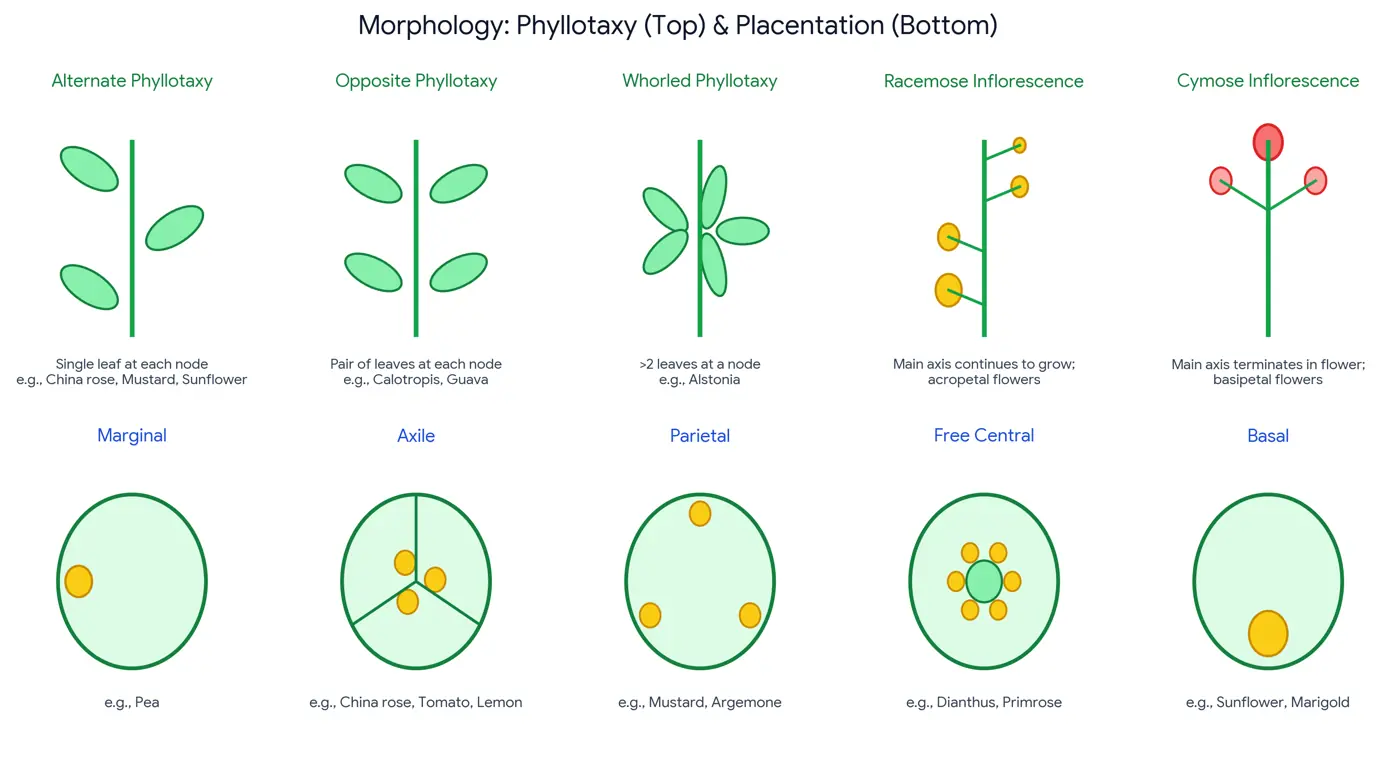 Morphology: Phyllotaxy (Top) & Placentation (Bottom)
Alternate Phyllotaxy
Opposite Phyllotaxy
Whorled Phyllotaxy
Racemose Inflorescence
Cymose Inflorescence
Single leaf at each node
e.g., China rose, Mustard, Sunflower
Pair of leaves at each node
e.g., Calotropis, Guava
>2 leaves at a node
e.g., Alstonia
Main axis continues to grow;
acropetal flowers
Main axis terminates in flower;
basipetal flowers
Marginal
Axile
Parietal
Free Central
Basal
e.g., Pea
e.g., China rose, Tomato, Lemon
e.g., Mustard, Argemone
e.g., Dianthus, Primrose
e.g., Sunflower, Marigold